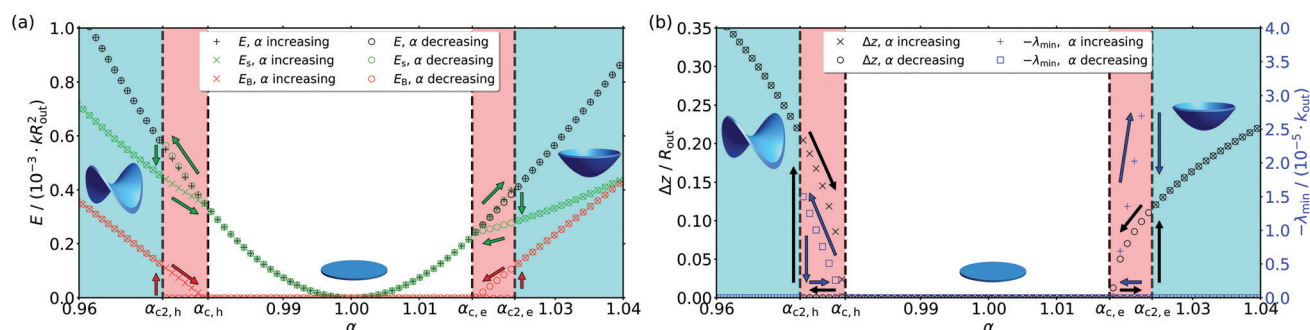 (a)
E / (10⁻³ · kR²out)
1.0
0.8
0.6
0.4
0.2
0.0
E, α increasing
Es, α increasing
EB, α increasing
E, α decreasing
Es, α decreasing
EB, α decreasing
0.96
αc2, h
αc, h
0.99
1.00
1.01
αc, e
αc2, e
1.03
1.04
α
(b)
Δz / Rout
0.35
0.30
0.25
0.20
0.15
0.10
0.05
0.00
Δz, α increasing
Δz, α decreasing
−λmin, α increasing
−λmin, α decreasing
4.0
3.5
3.0
2.5
2.0
1.5
1.0
0.5
0.0
−λmin / (10⁻⁵ · kout)
0.96
αc2, h
αc, h
0.99
1.00
1.01
αc, e
αc2, e
1.03
1.04
α